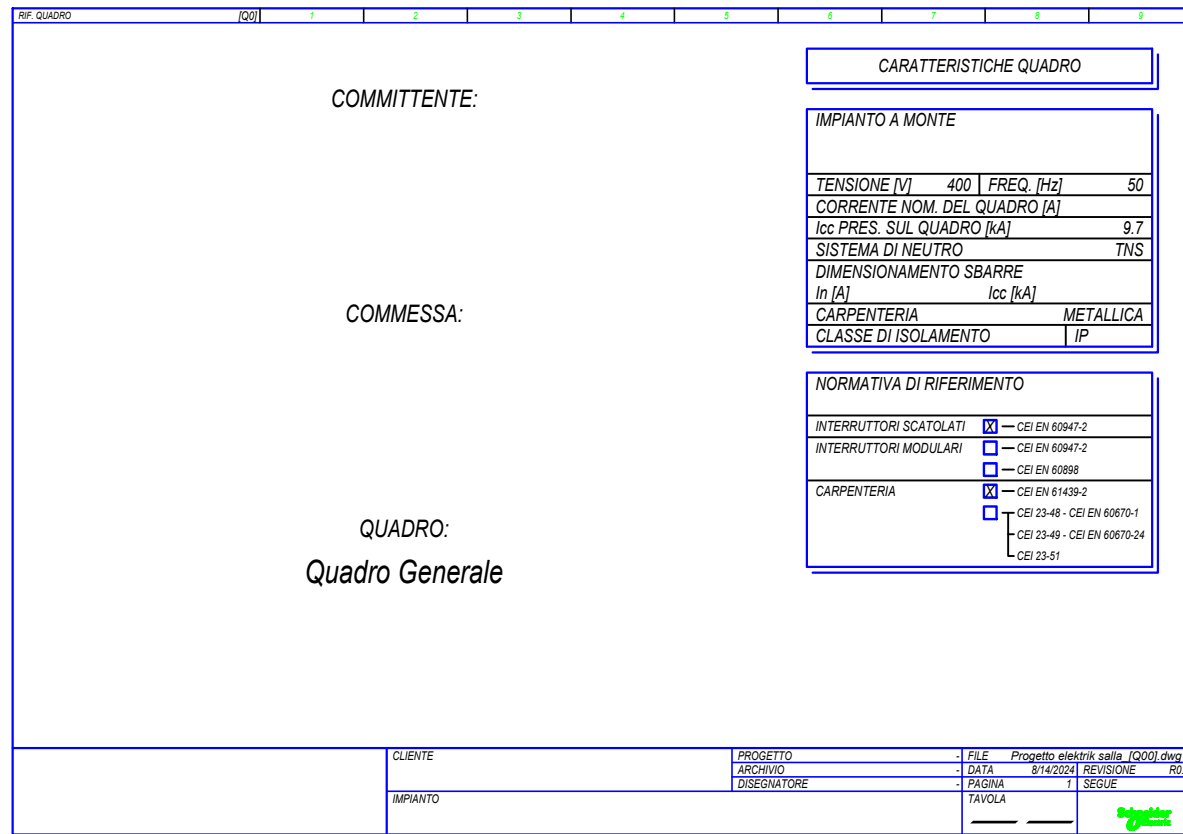 RIF. QUADRO [Q0] 1 2 3 4 5 6 7 8 9
CARATTERISTICHE QUADRO
COMMITTENTE:
IMPIANTO A MONTE
TENSIONE [V] 400 FREQ. [Hz] 50
CORRENTE NOM. DEL QUADRO [A]
Icc PRES. SUL QUADRO [kA] 9.7
SISTEMA DI NEUTRO TNS
DIMENSIONAMENTO SBARRE
In [A] Icc [kA]
COMMESSA:
CARPENTERIA METALLICA
CLASSE DI ISOLAMENTO IP
NORMATIVA DI RIFERIMENTO
INTERRUTTORI SCATOLATI X CEI EN 60947-2
INTERRUTTORI MODULARI CEI EN 60947-2
CEI EN 60898
CARPENTERIA X CEI EN 61439-2
CEI 23-48 - CEI EN 60670-1
CEI 23-49 - CEI EN 60670-24
CEI 23-51
QUADRO:
Quadro Generale
CLIENTE
PROGETTO - FILE Progetto elektrik salla_[Q00].dwg
ARCHIVIO - DATA 8/14/2024 REVISIONE R0.
DISEGNATORE - PAGINA 1 SEGUE
IMPIANTO
TAVOLA
Schneider
Electric